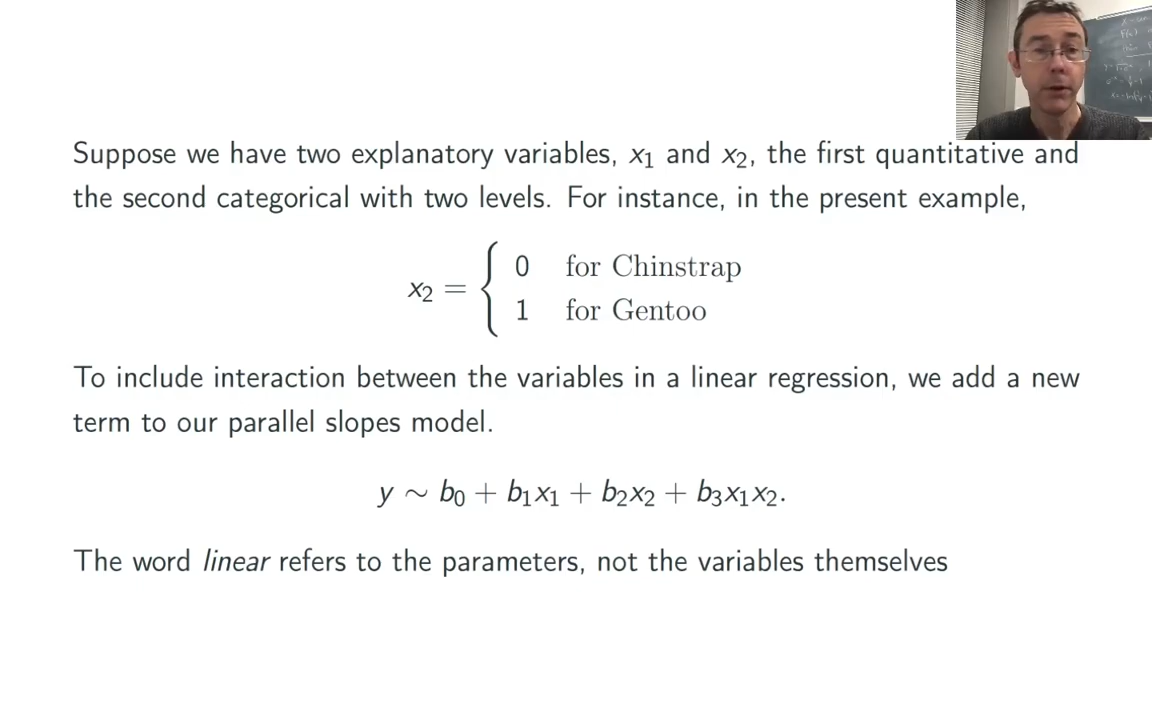 Suppose we have two explanatory variables, x₁ and x₂, the first quantitative and
the second categorical with two levels. For instance, in the present example,
x₂ = { 0 for Chinstrap
1 for Gentoo
To include interaction between the variables in a linear regression, we add a new
term to our parallel slopes model.
y ∼ b₀ + b₁x₁ + b₂x₂ + b₃x₁x₂.
The word linear refers to the parameters, not the variables themselves